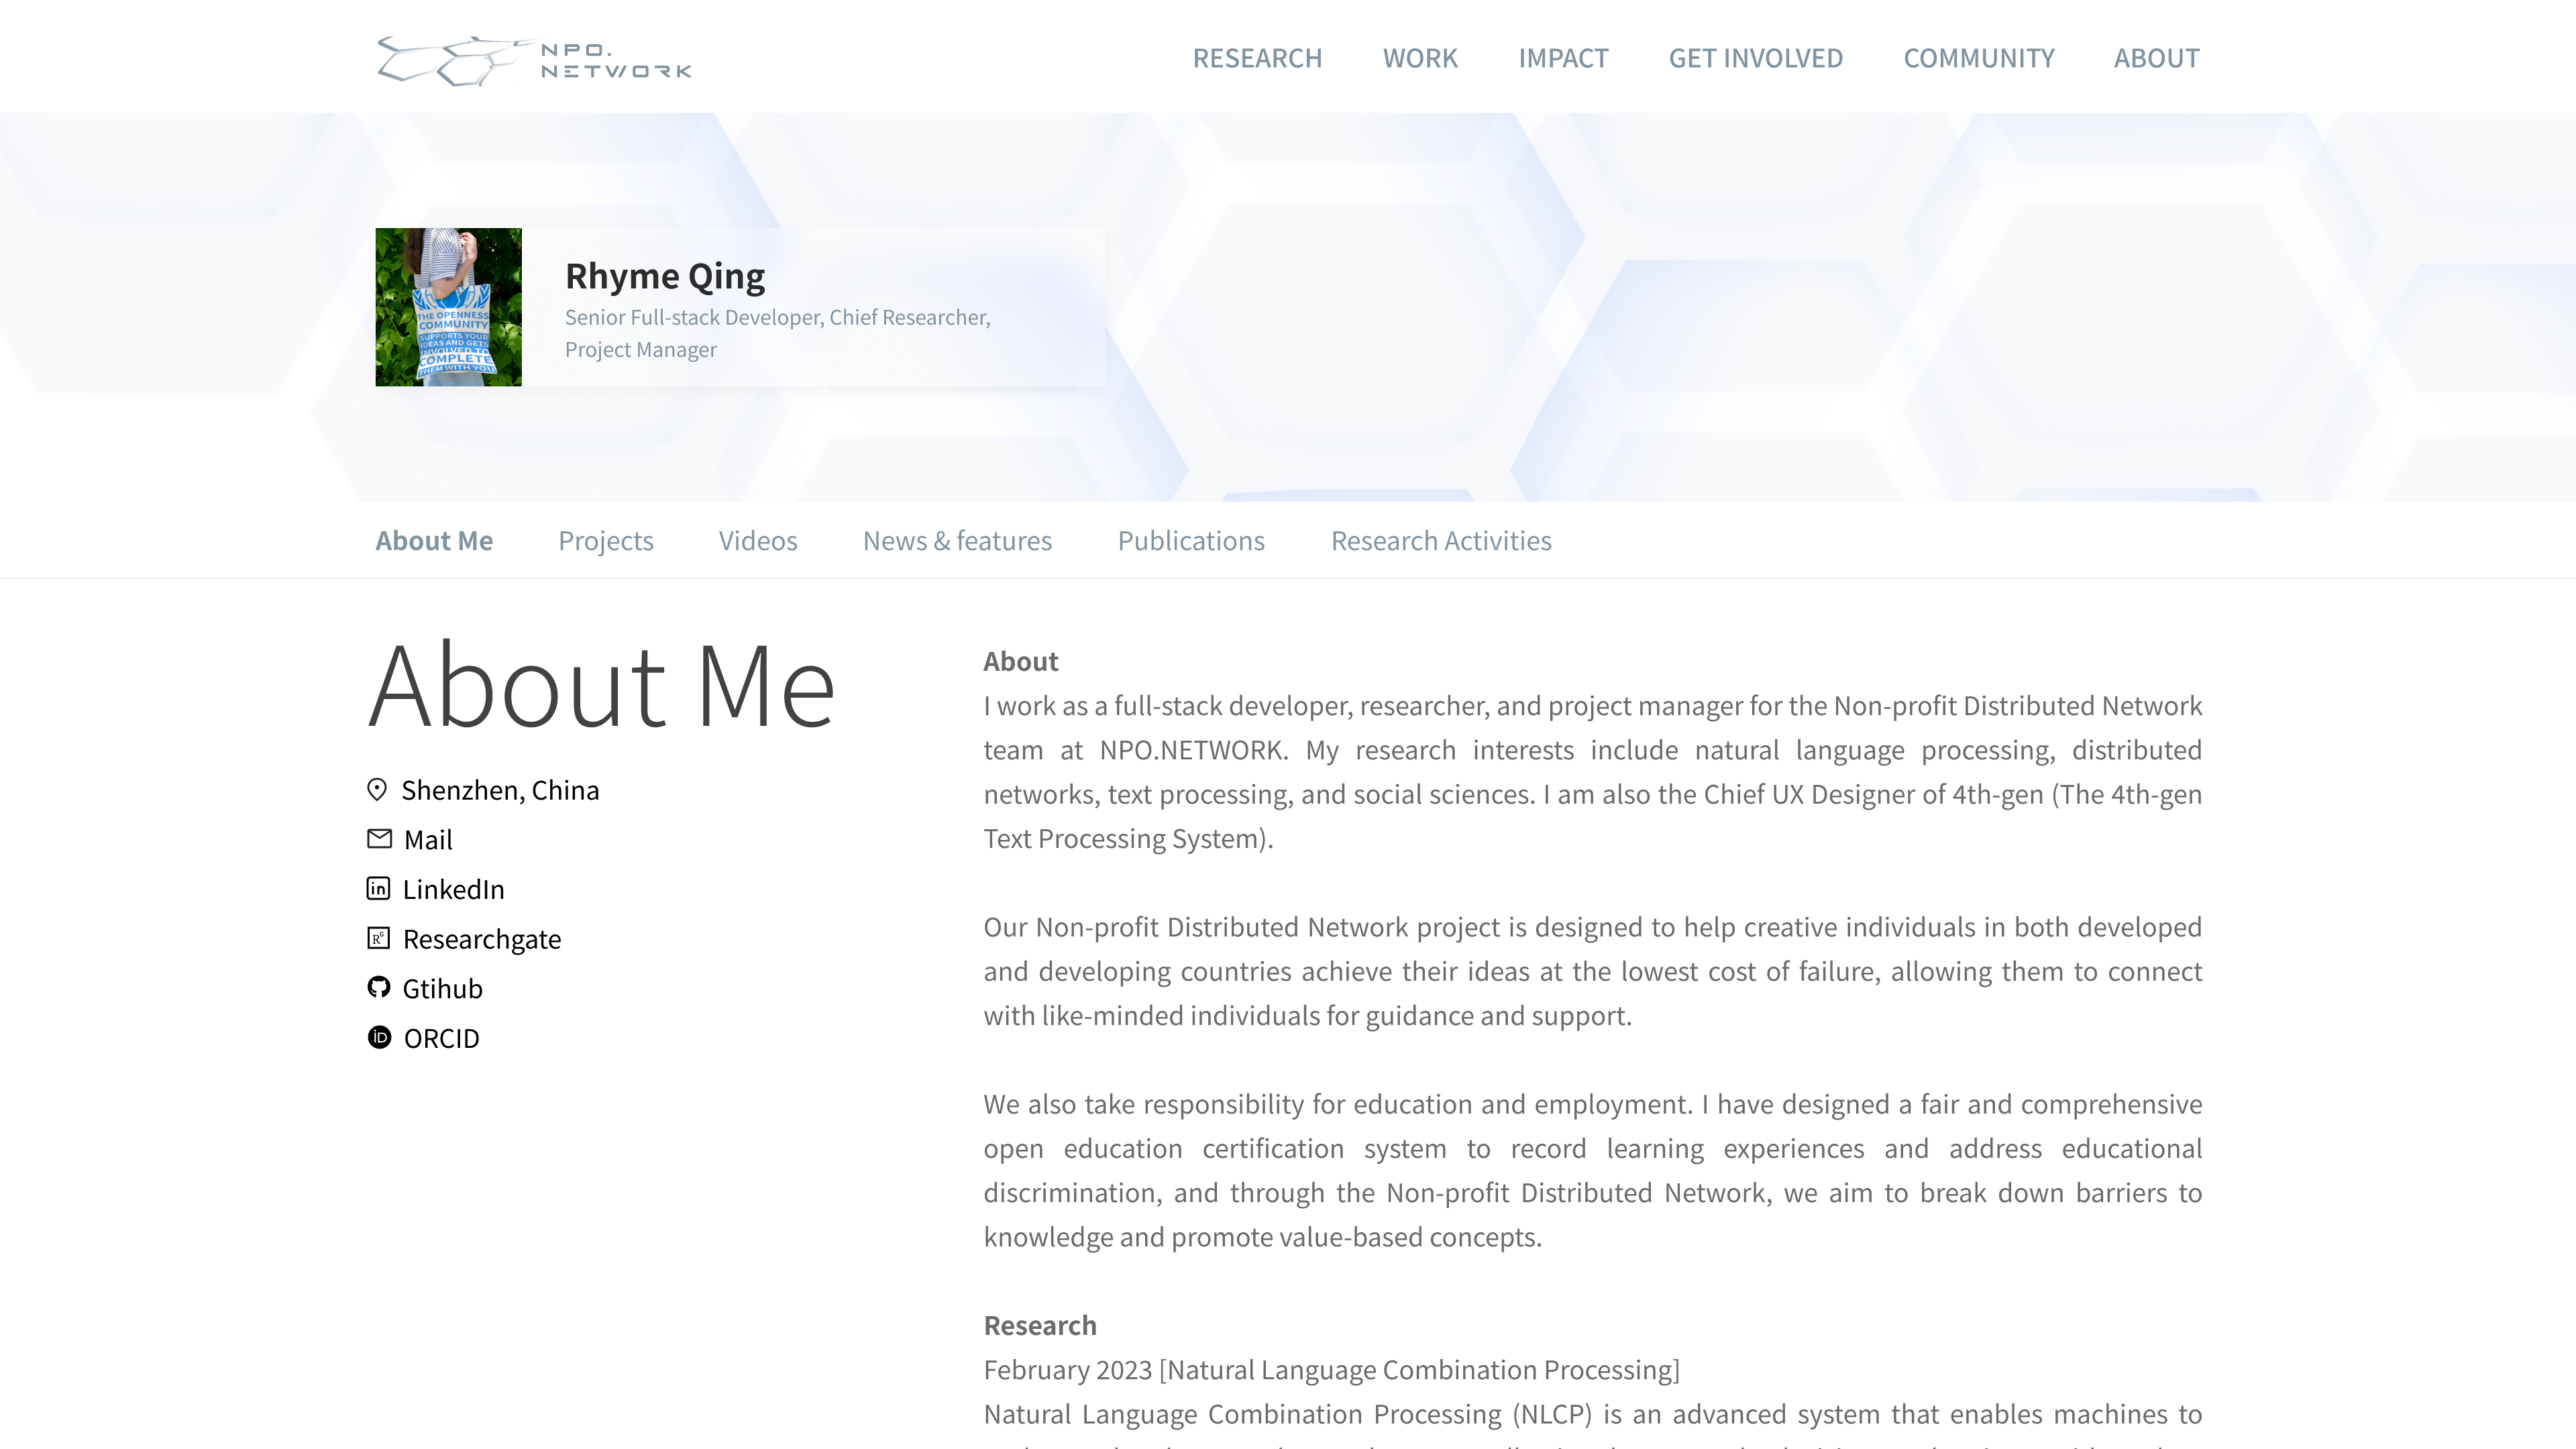 NPO.
NETWORK
RESEARCH
WORK
IMPACT
GET INVOLVED
COMMUNITY
ABOUT
THE OPENNESS
COMMUNITY
SUPPORTS YOUR
IDEAS AND GETS
INVOLVED TO
COMPLETE
THEM WITH YOU
Rhyme Qing
Senior Full-stack Developer, Chief Researcher,
Project Manager
About Me
Projects
Videos
News & features
Publications
Research Activities
About Me
Shenzhen, China
Mail
LinkedIn
Researchgate
Gtihub
ORCID
About
I work as a full-stack developer, researcher, and project manager for the Non-profit Distributed Network
team at NPO.NETWORK. My research interests include natural language processing, distributed
networks, text processing, and social sciences. I am also the Chief UX Designer of 4th-gen (The 4th-gen
Text Processing System).
Our Non-profit Distributed Network project is designed to help creative individuals in both developed
and developing countries achieve their ideas at the lowest cost of failure, allowing them to connect
with like-minded individuals for guidance and support.
We also take responsibility for education and employment. I have designed a fair and comprehensive
open education certification system to record learning experiences and address educational
discrimination, and through the Non-profit Distributed Network, we aim to break down barriers to
knowledge and promote value-based concepts.
Research
February 2023 [Natural Language Combination Processing]
Natural Language Combination Processing (NLCP) is an advanced system that enables machines to